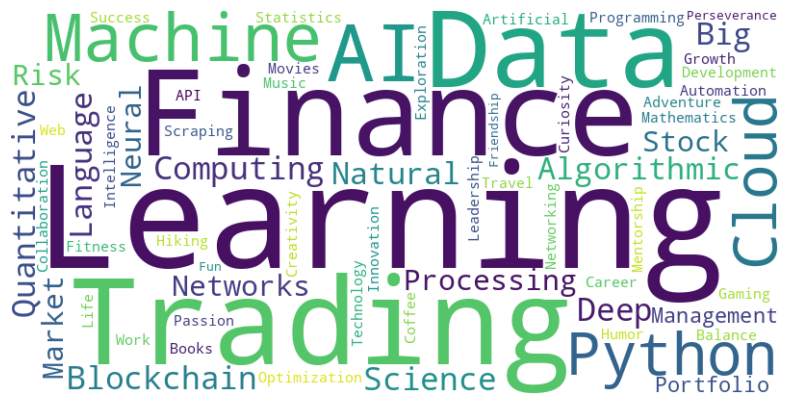 Success
Statistics
Artificial
Programming
Perseverance
Machine
AI
Data
Big
Exploration
Growth
Risk
Movies
Development
Finance
API
Music
Curiosity
Automation
Quantitative
Language
Intelligence
Neural
Friendship
Adventure
Cloud
Web
Scraping
Mathematics
Stock
Collaboration
Computing
Natural
Leadership
Algorithmic
Learning
Travel
Fitness
Hiking
Creativity
Innovation
Networking
Mentorship
Fun
Market
Networks
Technology
Processing
Career
Trading
Life
Passion
Coffee
Deep
Management
Gaming
Work
Books
Humor
Balance
Python
Blockchain
Optimization
Science
Portfolio